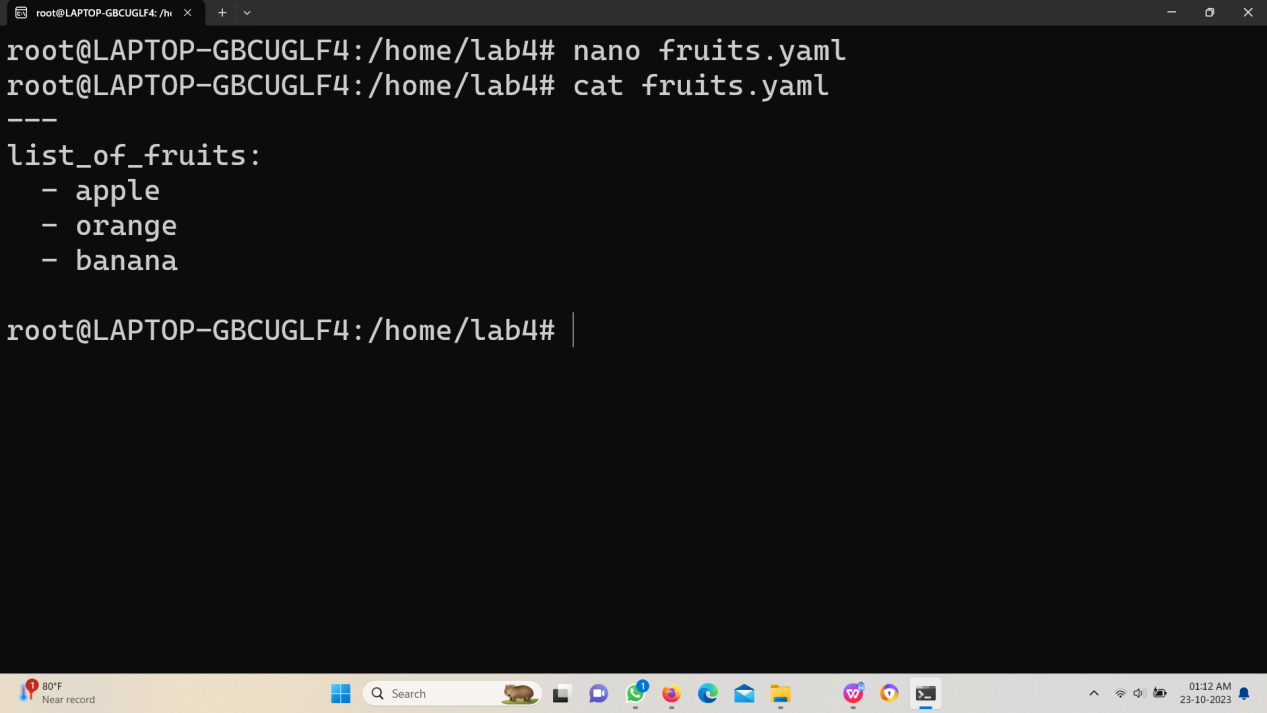 root@LAPTOP-GBCUGLF4: /h
root@LAPTOP-GBCUGLF4:/home/lab4# nano fruits.yaml
root@LAPTOP-GBCUGLF4:/home/lab4# cat fruits.yaml
---
list_of_fruits:
  - apple
  - orange
  - banana
root@LAPTOP-GBCUGLF4:/home/lab4#
1
80°F
Near record
Search
1
01:12 AM
23-10-2023